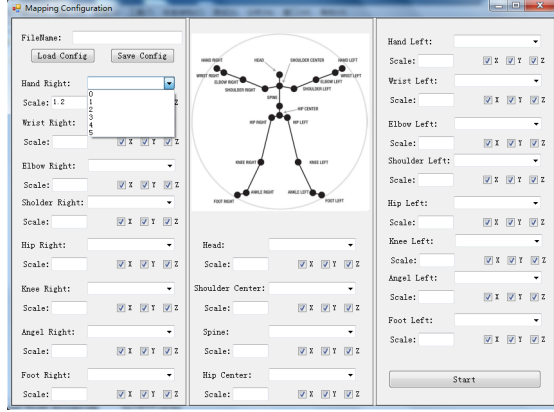 Mapping Configuration
FileName:
Load Config Save Config
Hand Right:
0
1
2
3
4
5
Scale: 1.2 Z
Wrist Right:
Scale: X Y Z
Elbow Right:
Scale: X Y Z
Sholder Right:
Scale: X Y Z
Hip Right:
Scale: X Y Z
Knee Right:
Scale: X Y Z
Angel Right:
Scale: X Y Z
Foot Right:
Scale: X Y Z
HAND RIGHT HEAD SHOULDER CENTER HAND LEFT
WRIST RIGHT WRIST LEFT
ELBOW RIGHT ELBOW LEFT
SHOULDER RIGHT SHOULDER LEFT
SPINE
HIP CENTER
HIP RIGHT HIP LEFT
KNEE RIGHT KNEE LEFT
ANKLE RIGHT ANKLE LEFT
FOOT RIGHT FOOT LEFT
Head:
Scale: X Y Z
Shoulder Center:
Scale: X Y Z
Spine:
Scale: X Y Z
Hip Center:
Scale: X Y Z
Hand Left:
Scale: X Y Z
Wrist Left:
Scale: X Y Z
Elbow Left:
Scale: X Y Z
Shoulder Left:
Scale: X Y Z
Hip Left:
Scale: X Y Z
Knee Left:
Scale: X Y Z
Angel Left:
Scale: X Y Z
Foot Left:
Scale: X Y Z
Start